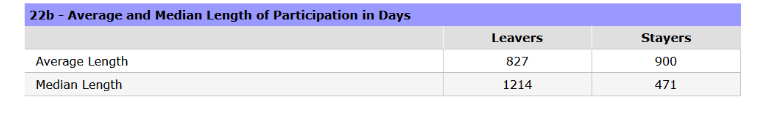 22b - Average and Median Length of Participation in Days
Leavers Stayers
Average Length 827 900
Median Length 1214 471